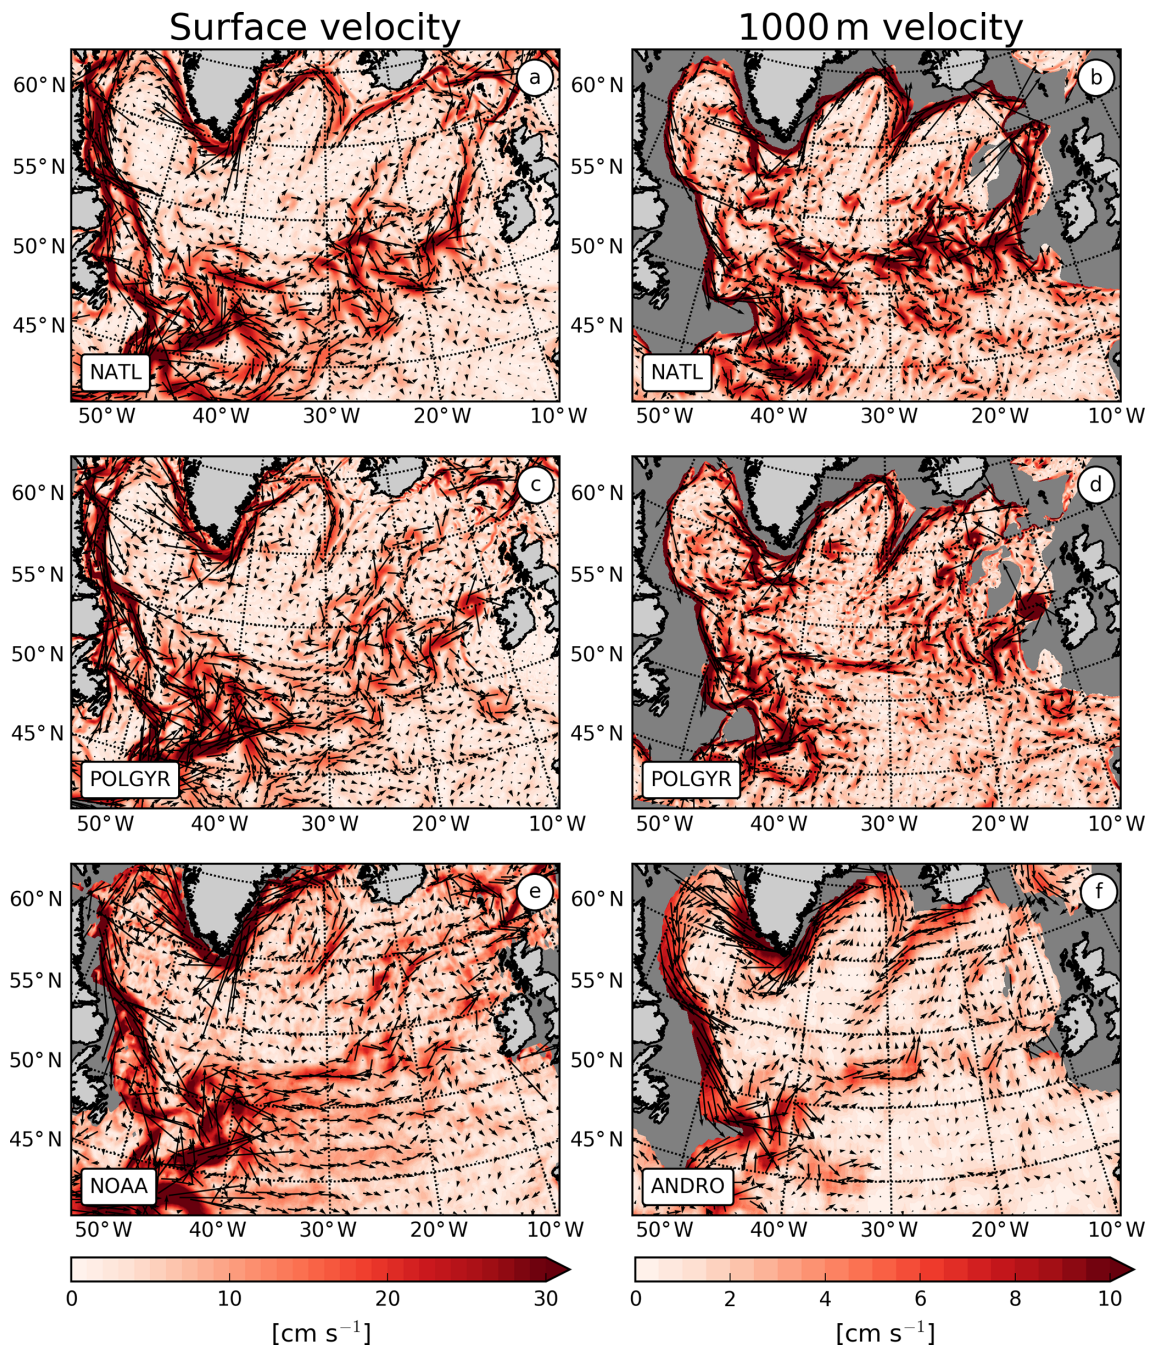 Surface velocity 1000 m velocity
a b
60° N 60° N
55° N 55° N
50° N 50° N
45° N 45° N
NATL NATL
50°W 40°W 30°W 20°W 10°W 50°W 40°W 30°W 20°W 10°W
c d
60° N 60° N
55° N 55° N
50° N 50° N
45° N 45° N
POLGYR POLGYR
50°W 40°W 30°W 20°W 10°W 50°W 40°W 30°W 20°W 10°W
e f
60° N 60° N
55° N 55° N
50° N 50° N
45° N 45° N
NOAA ANDRO
50°W 40°W 30°W 20°W 10°W 50°W 40°W 30°W 20°W 10°W
0 10 20 30 0 2 4 6 8 10
[cm s⁻¹] [cm s⁻¹]